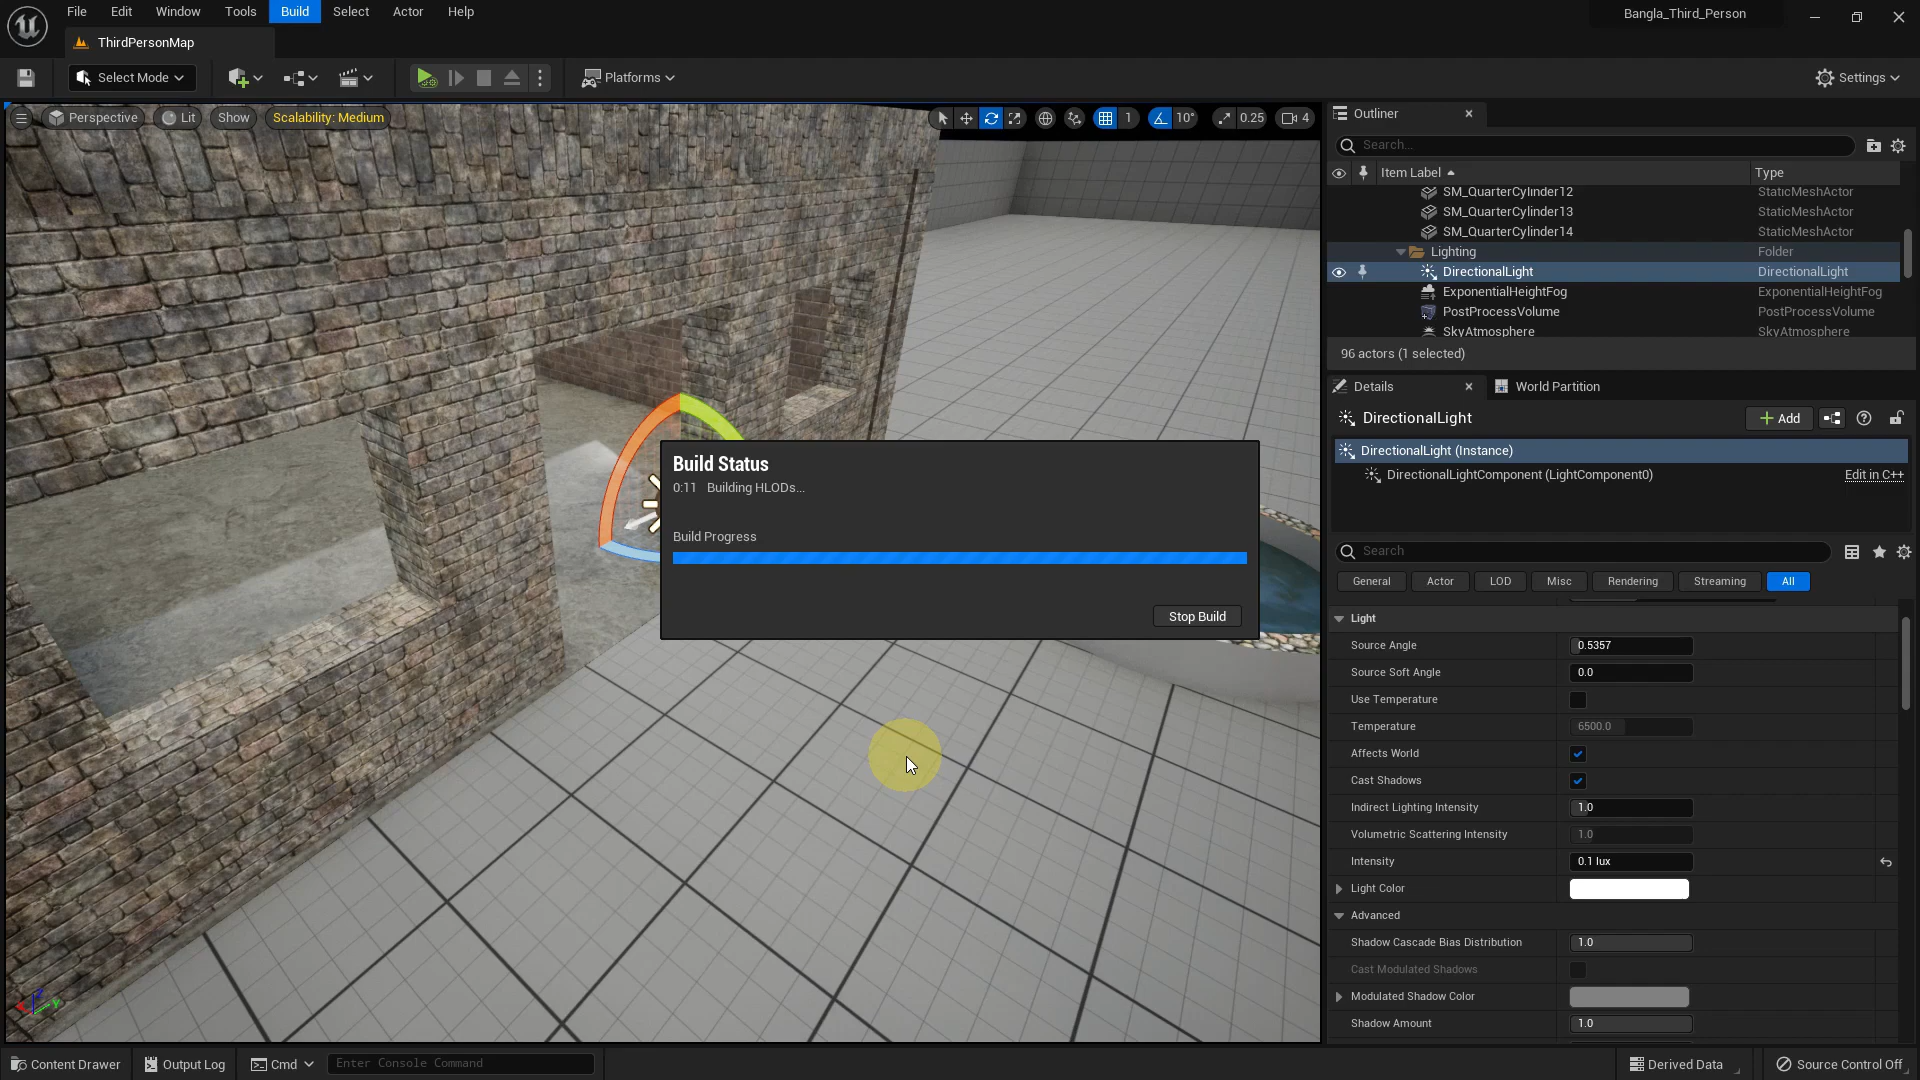 File Edit Window Tools Build Select Actor Help
Bangla_Third_Person
ThirdPersonMap
Select Mode
Platforms
Settings
Perspective Lit Show Scalability: Medium
1 10° 0.25 4
Outliner
Search...
Item Label Type
SM_QuarterCylinder12 StaticMeshActor
SM_QuarterCylinder13 StaticMeshActor
SM_QuarterCylinder14 StaticMeshActor
Lighting Folder
DirectionalLight DirectionalLight
ExponentialHeightFog ExponentialHeightFog
PostProcessVolume PostProcessVolume
SkyAtmosphere SkyAtmosphere
96 actors (1 selected)
Details World Partition
DirectionalLight Add
DirectionalLight (Instance)
DirectionalLightComponent (LightComponent0) Edit in C++
Search
General Actor LOD Misc Rendering Streaming All
Light
Source Angle 0.5357
Source Soft Angle 0.0
Use Temperature
Temperature 6500.0
Affects World
Cast Shadows
Indirect Lighting Intensity 1.0
Volumetric Scattering Intensity 1.0
Intensity 0.1 lux
Light Color
Advanced
Shadow Cascade Bias Distribution 1.0
Cast Modulated Shadows
Modulated Shadow Color
Shadow Amount 1.0
Build Status
0:11 Building HLODs...
Build Progress
Stop Build
Z
Y
Content Drawer Output Log Cmd Enter Console Command
Derived Data Source Control Off